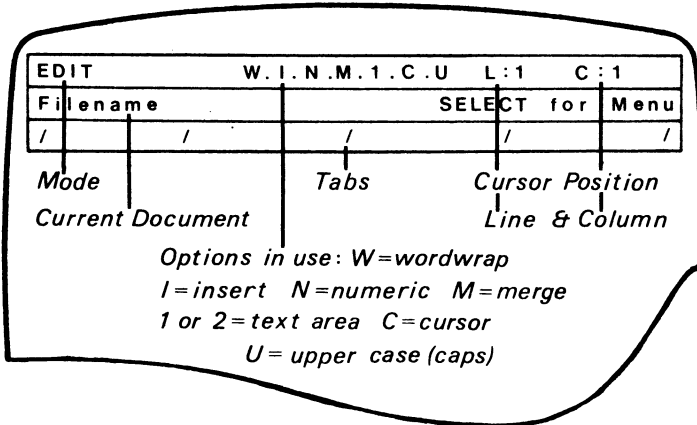 EDIT W.I.N.M.1.C.U L:1 C:1
Filename SELECT for Menu
/ / / / /
Mode Tabs Cursor Position
Current Document Line & Column
Options in use: W=wordwrap
I=insert N=numeric M=merge
1 or 2=text area C=cursor
U= upper case (caps)